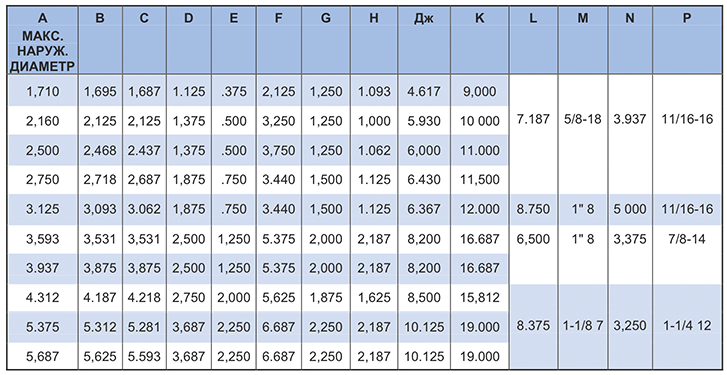 A B C D E F G H Дж K L M N P
МАКС.
НАРУЖ.
ДИАМЕТР
1,710 1,695 1,687 1.125 .375 2,125 1,250 1.093 4.617 9,000
2,160 2,125 2,125 1,375 .500 3,250 1,250 1,000 5.930 10 000 7.187 5/8-18 3.937 11/16-16
2,500 2,468 2.437 1,375 .500 3,750 1,250 1.062 6,000 11.000
2,750 2,718 2,687 1,875 .750 3.440 1,500 1.125 6.430 11,500
3.125 3,093 3.062 1,875 .750 3.440 1,500 1.125 6.367 12.000 8.750 1" 8 5 000 11/16-16
3,593 3,531 3,531 2,500 1,250 5.375 2,000 2,187 8,200 16.687 6,500 1" 8 3,375 7/8-14
3.937 3,875 3,875 2,500 1,250 5.375 2,000 2,187 8,200 16.687
4.312 4.187 4.218 2,750 2,000 5,625 1,875 1,625 8,500 15,812
5.375 5.312 5.281 3,687 2,250 6.687 2,250 2,187 10.125 19.000 8.375 1-1/8 7 3,250 1-1/4 12
5,687 5,625 5.593 3,687 2,250 6.687 2,250 2,187 10.125 19.000